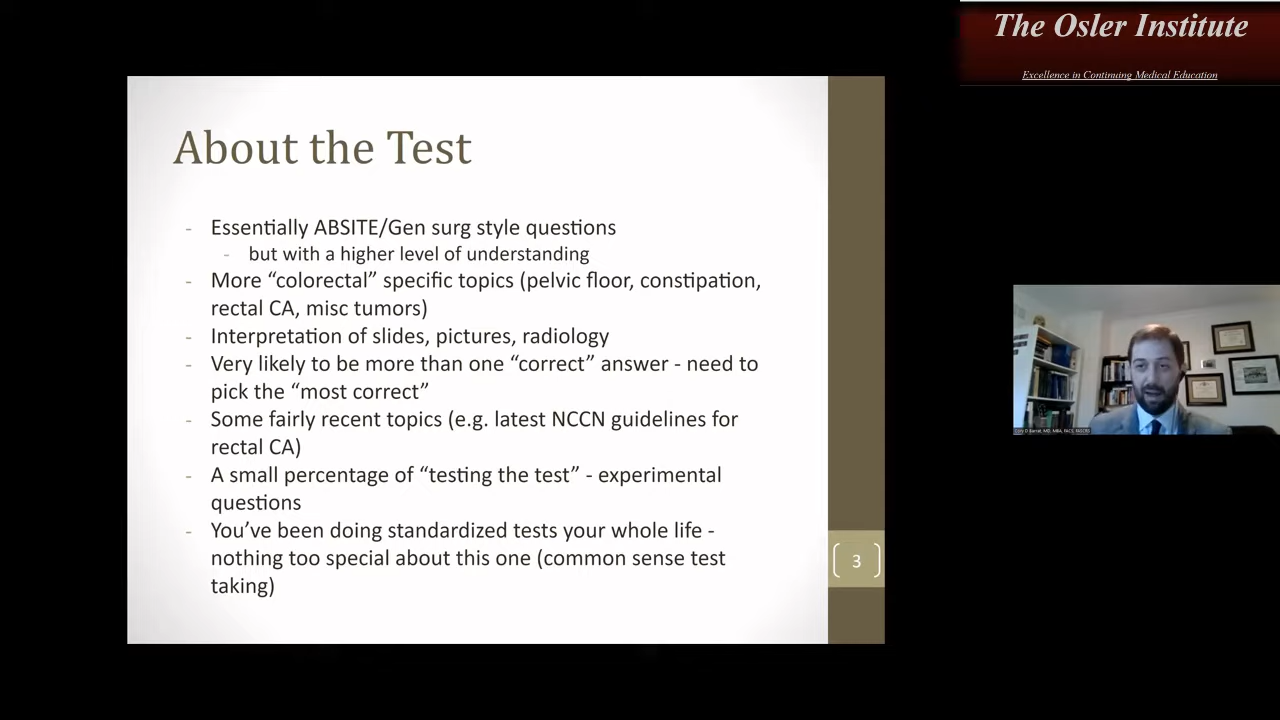 The Osler Institute
Excellence in Continuing Medical Education
About the Test
- Essentially ABSITE/Gen surg style questions
- but with a higher level of understanding
- More “colorectal” specific topics (pelvic floor, constipation,
rectal CA, misc tumors)
- Interpretation of slides, pictures, radiology
- Very likely to be more than one “correct” answer - need to
pick the “most correct”
- Some fairly recent topics (e.g. latest NCCN guidelines for
rectal CA)
- A small percentage of “testing the test” - experimental
questions
- You’ve been doing standardized tests your whole life -
nothing too special about this one (common sense test
taking)
3